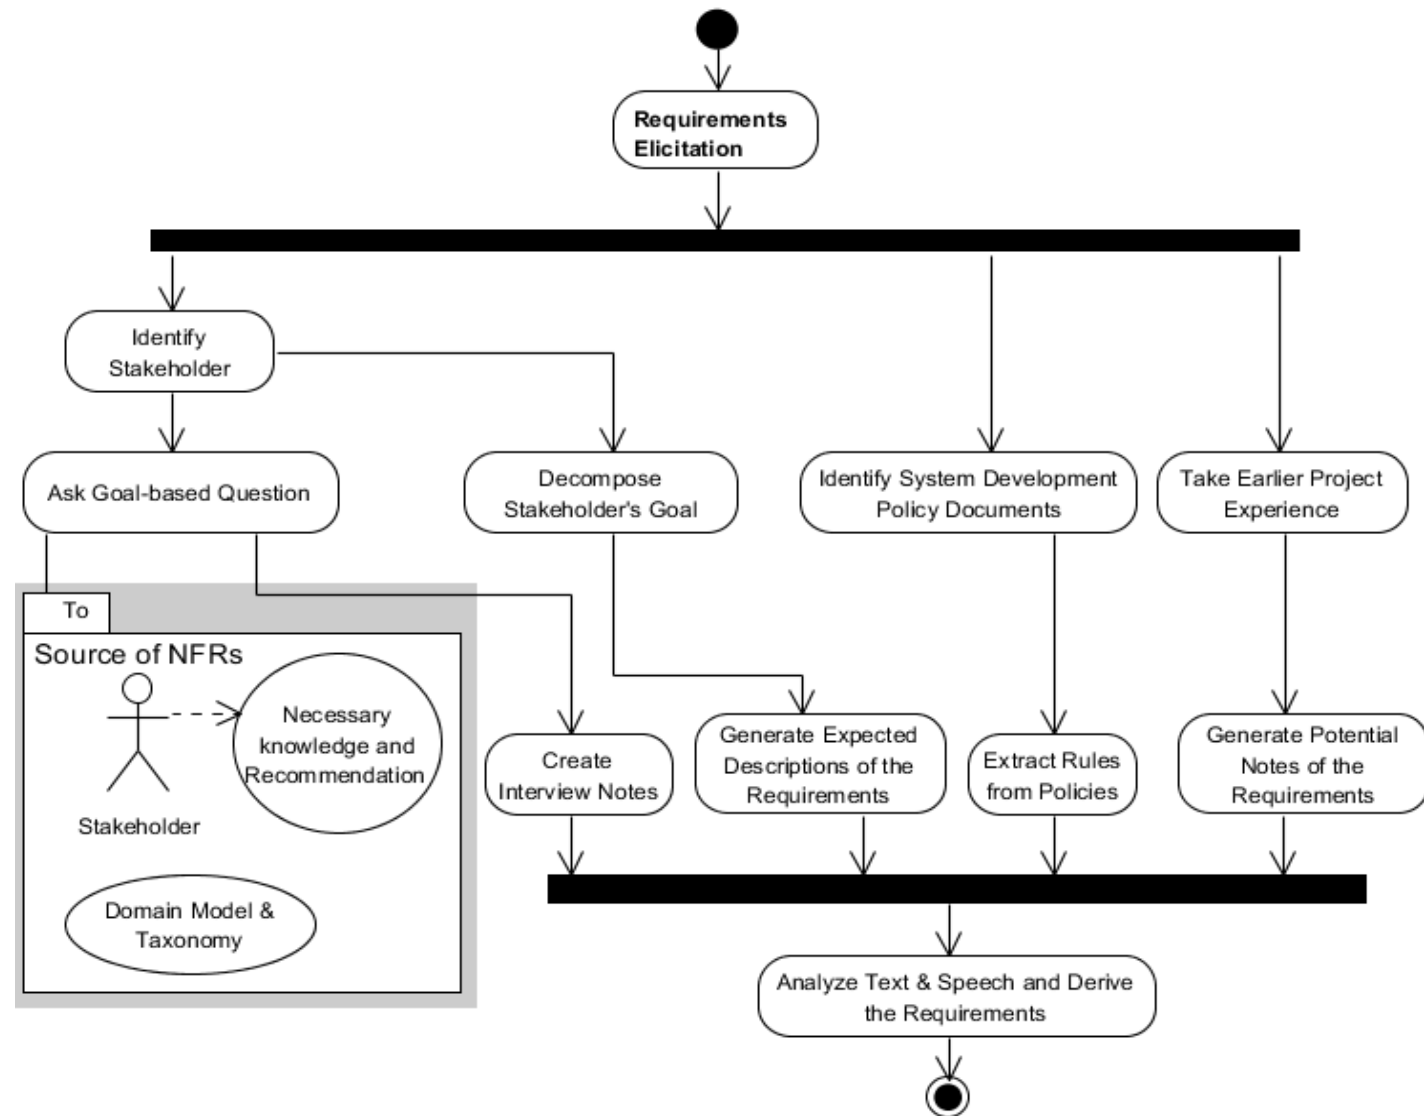 Requirements
Elicitation
Identify
Stakeholder
Ask Goal-based Question
Decompose
Stakeholder's Goal
Identify System Development
Policy Documents
Take Earlier Project
Experience
To
Source of NFRs
Necessary
knowledge and
Recommendation
Stakeholder
Domain Model &
Taxonomy
Create
Interview Notes
Generate Expected
Descriptions of the
Requirements
Extract Rules
from Policies
Generate Potential
Notes of the
Requirements
Analyze Text & Speech and Derive
the Requirements